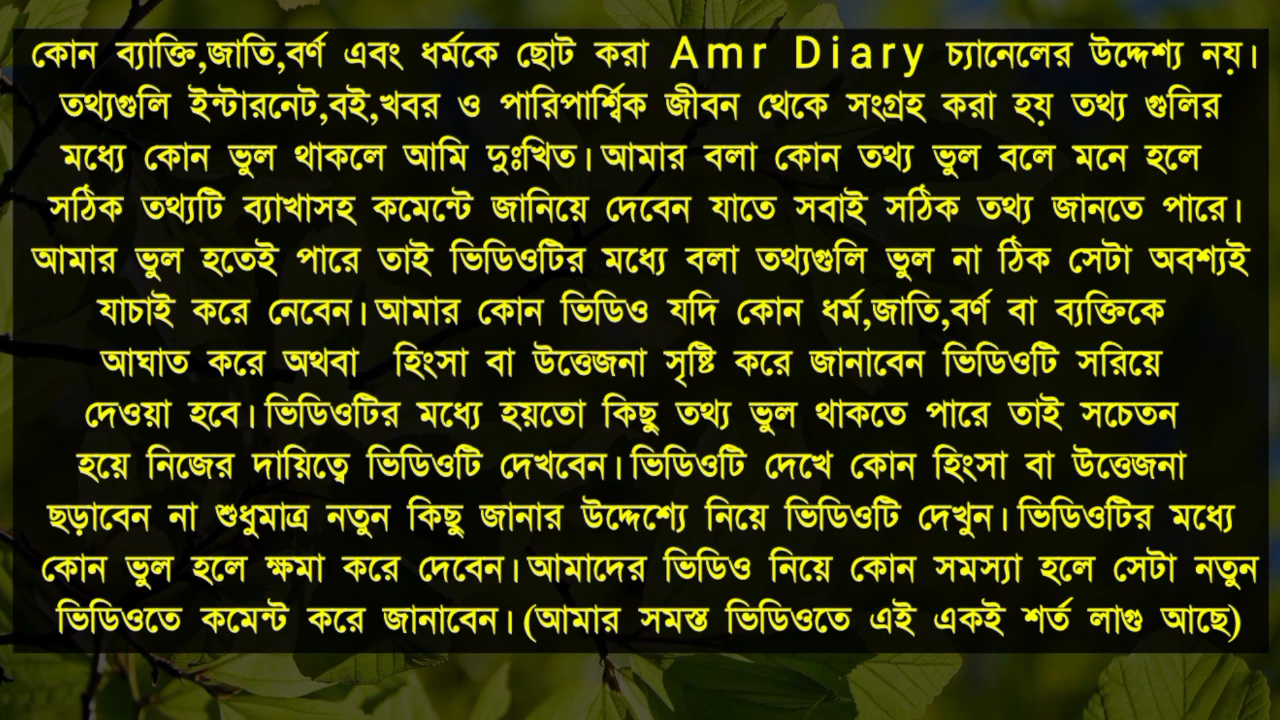 কোন ব্যাক্তি,জাতি,বর্ণ এবং ধর্মকে ছোট করা Amr Diary চ্যানেলের উদ্দেশ্য নয়।
তথ্যগুলি ইন্টারনেট,বই,খবর ও পারিপার্শ্বিক জীবন থেকে সংগ্রহ করা হয় তথ্য গুলির
মধ্যে কোন ভুল থাকলে আমি দুঃখিত। আমার বলা কোন তথ্য ভুল বলে মনে হলে
সঠিক তথ্যটি ব্যাখাসহ কমেন্টে জানিয়ে দেবেন যাতে সবাই সঠিক তথ্য জানতে পারে।
আমার ভুল হতেই পারে তাই ভিডিওটির মধ্যে বলা তথ্যগুলি ভুল না ঠিক সেটা অবশ্যই
যাচাই করে নেবেন। আমার কোন ভিডিও যদি কোন ধর্ম,জাতি,বর্ণ বা ব্যক্তিকে
আঘাত করে অথবা হিংসা বা উত্তেজনা সৃষ্টি করে জানাবেন ভিডিওটি সরিয়ে
দেওয়া হবে। ভিডিওটির মধ্যে হয়তো কিছু তথ্য ভুল থাকতে পারে তাই সচেতন
হয়ে নিজের দায়িত্বে ভিডিওটি দেখবেন। ভিডিওটি দেখে কোন হিংসা বা উত্তেজনা
ছড়াবেন না শুধুমাত্র নতুন কিছু জানার উদ্দেশ্যে নিয়ে ভিডিওটি দেখুন। ভিডিওটির মধ্যে
কোন ভুল হলে ক্ষমা করে দেবেন। আমাদের ভিডিও নিয়ে কোন সমস্যা হলে সেটা নতুন
ভিডিওতে কমেন্ট করে জানাবেন। (আমার সমস্ত ভিডিওতে এই একই শর্ত লাগু আছে)